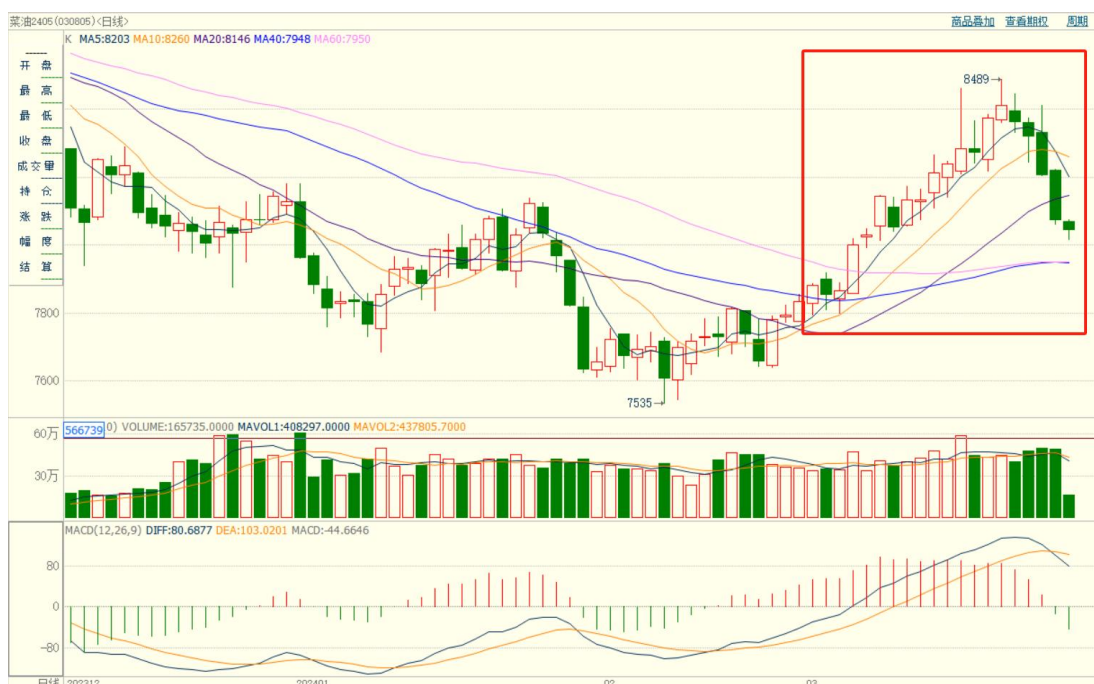 菜油2405(030805)<日线> 商品叠加 查看期权 周期
K MA5:8203 MA10:8260 MA20:8146 MA40:7948 MA60:7950
开 盘
最 高
最 低
收 盘
成交量
持 仓
涨 跌
幅 度
结 算
8489→
7800
7600
7535→
60万 566739 0) VOLUME:165735.0000 MAVOL1:408297.0000 MAVOL2:437805.7000
30万
MACD(12,26,9) DIFF:80.6877 DEA:103.0201 MACD:-44.6646
80
0
-80
日线 202312 202401 02 03